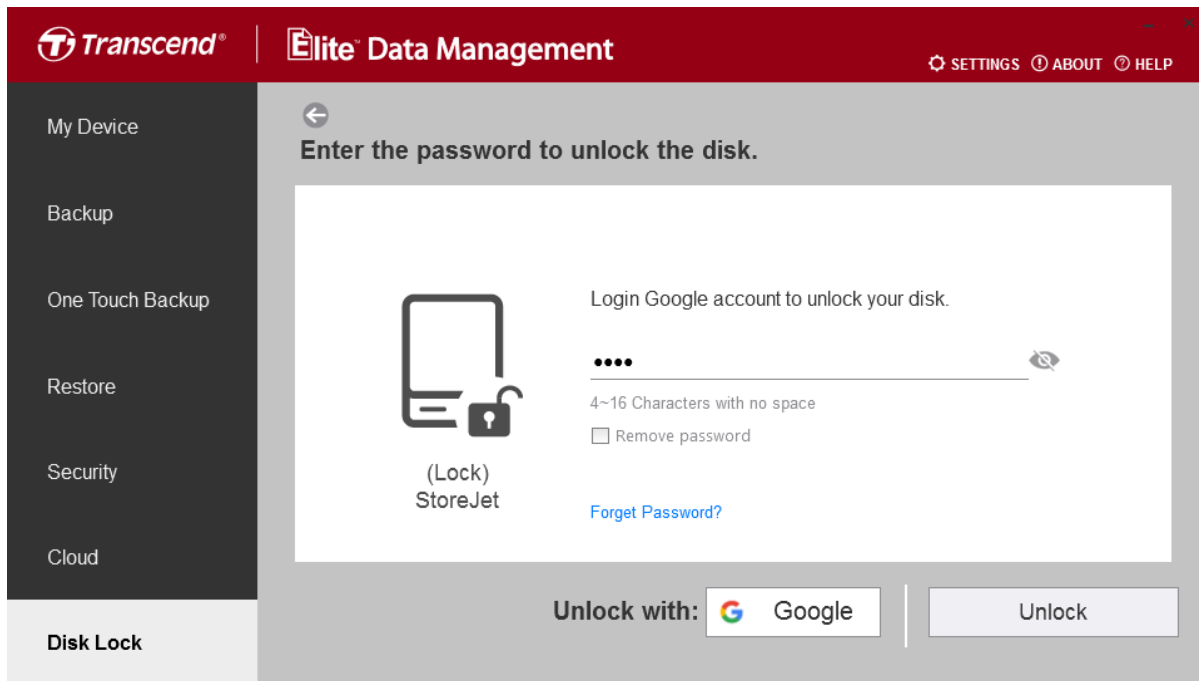 Transcend®
Elite™ Data Management
SETTINGS ABOUT HELP
My Device
Backup
One Touch Backup
Restore
Security
Cloud
Disk Lock
Enter the password to unlock the disk.
(Lock)
StoreJet
Login Google account to unlock your disk.
••••
4~16 Characters with no space
Remove password
Forget Password?
Unlock with: G Google
Unlock